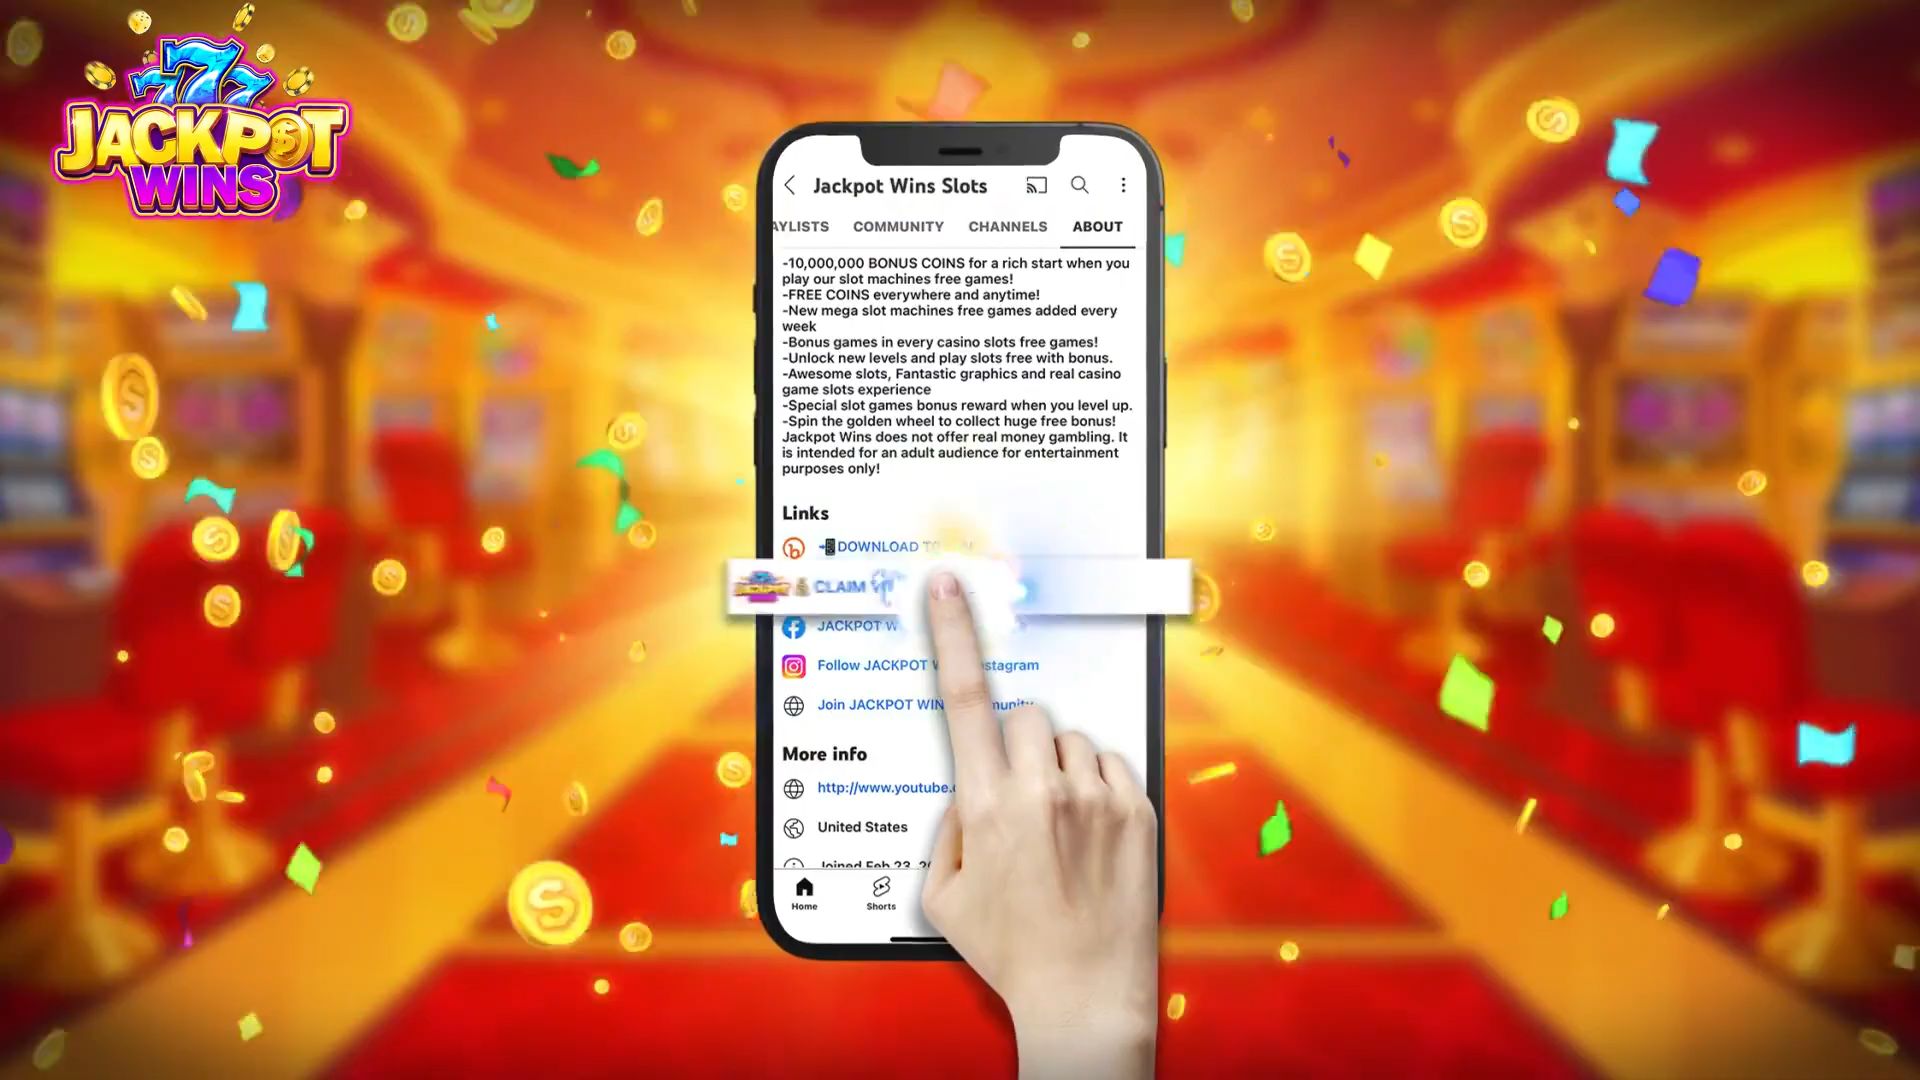 777
JACKPOT
WINS
Jackpot Wins Slots
AYLISTS COMMUNITY CHANNELS ABOUT
-10,000,000 BONUS COINS for a rich start when you
play our slot machines free games!
-FREE COINS everywhere and anytime!
-New mega slot machines free games added every
week
-Bonus games in every casino slots free games!
-Unlock new levels and play slots free with bonus.
-Awesome slots, Fantastic graphics and real casino
game slots experience
-Special slot games bonus reward when you level up.
-Spin the golden wheel to collect huge free bonus!
Jackpot Wins does not offer real money gambling. It
is intended for an adult audience for entertainment
purposes only!
Links
DOWNLOAD
JACKPOT CLAIM
JACKPOT
Follow JACKPOT
Join JACKPOT
More info
http://www.youtube.
United States
Joined Feb 23,
Home Shorts